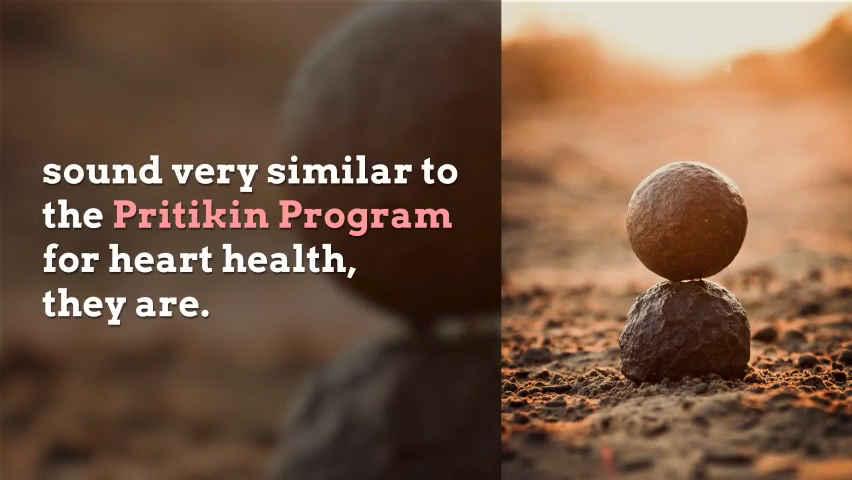 sound very similar to
the Pritikin Program
for heart health,
they are.